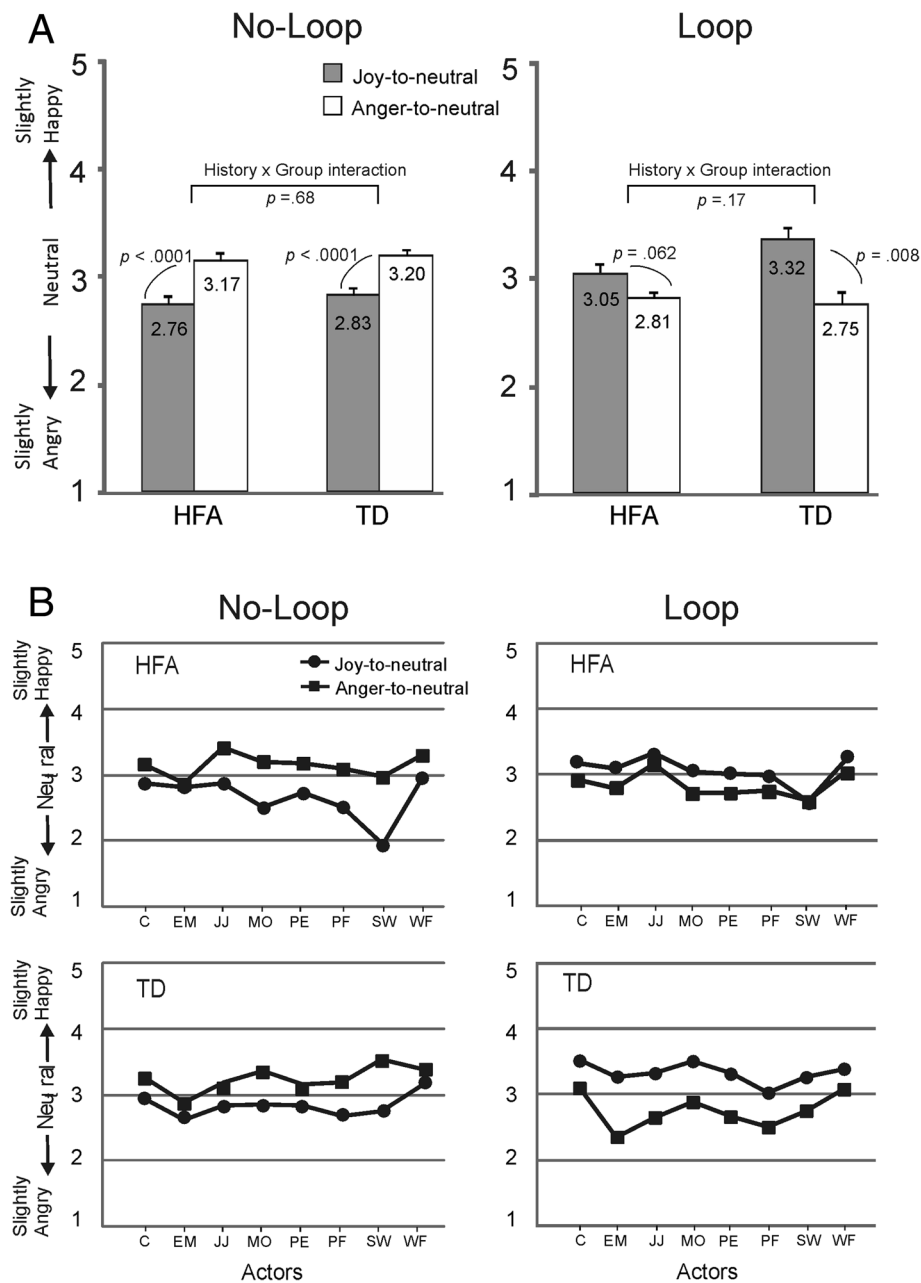 A
No-Loop
Loop
Slightly Happy
Neutral
Slightly Angry
5
4
3
2
1
Joy-to-neutral
Anger-to-neutral
History x Group interaction
p =.68
p < .0001
p < .0001
2.76
3.17
2.83
3.20
HFA
TD
5
4
3
2
1
History x Group interaction
p =.17
p = .062
p = .008
3.05
2.81
3.32
2.75
HFA
TD
B
No-Loop
Loop
Slightly Happy
Neu ral
Slightly Angry
5
4
3
2
1
HFA
Joy-to-neutral
Anger-to-neutral
C EM JJ MO PE PF SW WF
5
4
3
2
1
HFA
C EM JJ MO PE PF SW WF
Slightly Happy
Neu ral
Slightly Angry
5
4
3
2
1
TD
C EM JJ MO PE PF SW WF
Actors
5
4
3
2
1
TD
C EM JJ MO PE PF SW WF
Actors